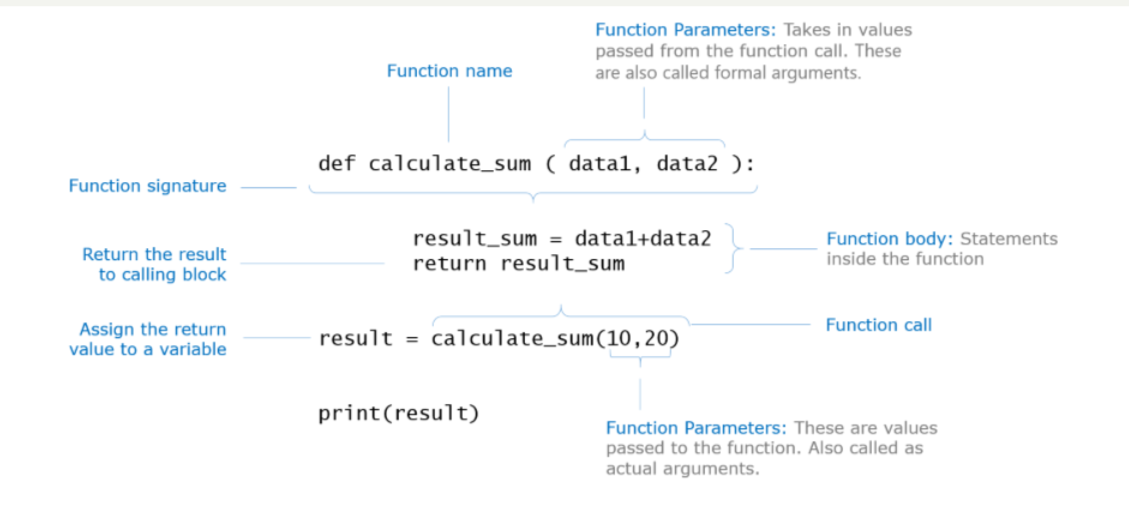 Function Parameters: Takes in values
passed from the function call. These
are also called formal arguments.
Function name
def calculate_sum ( data1, data2 ):
Function signature
result_sum = data1+data2
return result_sum
Function body: Statements
inside the function
Return the result
to calling block
Assign the return
value to a variable
result = calculate_sum(10,20)
Function call
print(result)
Function Parameters: These are values
passed to the function. Also called as
actual arguments.